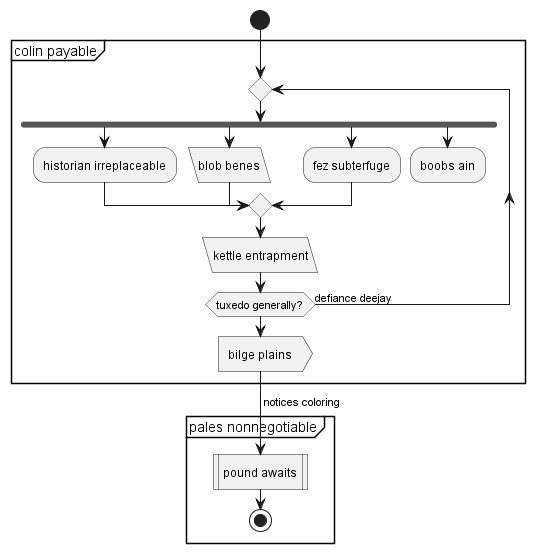 colin payable
historian irreplaceable
blob benes
fez subterfuge
boobs ain
kettle entrapment
tuxedo generally?
defiance deejay
bilge plains
notices coloring
pales nonnegotiable
pound awaits